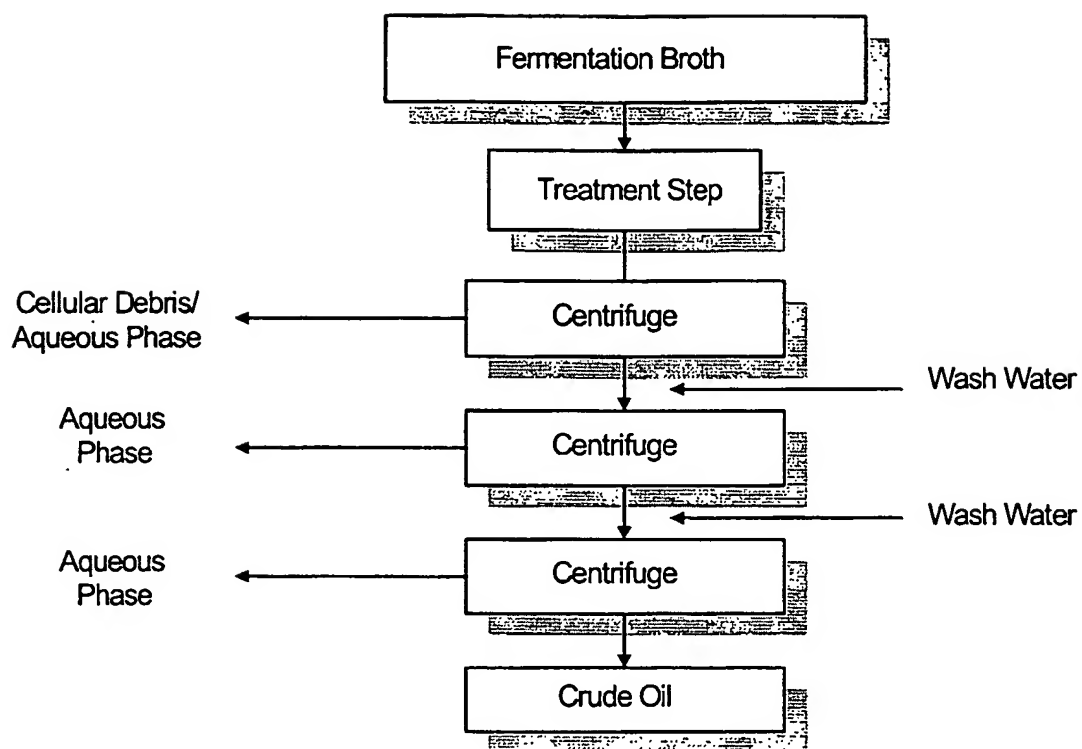 Fermentation Broth
Treatment Step
Cellular Debris/
Aqueous Phase
Centrifuge
Wash Water
Aqueous
Phase
Centrifuge
Wash Water
Aqueous
Phase
Centrifuge
Crude Oil